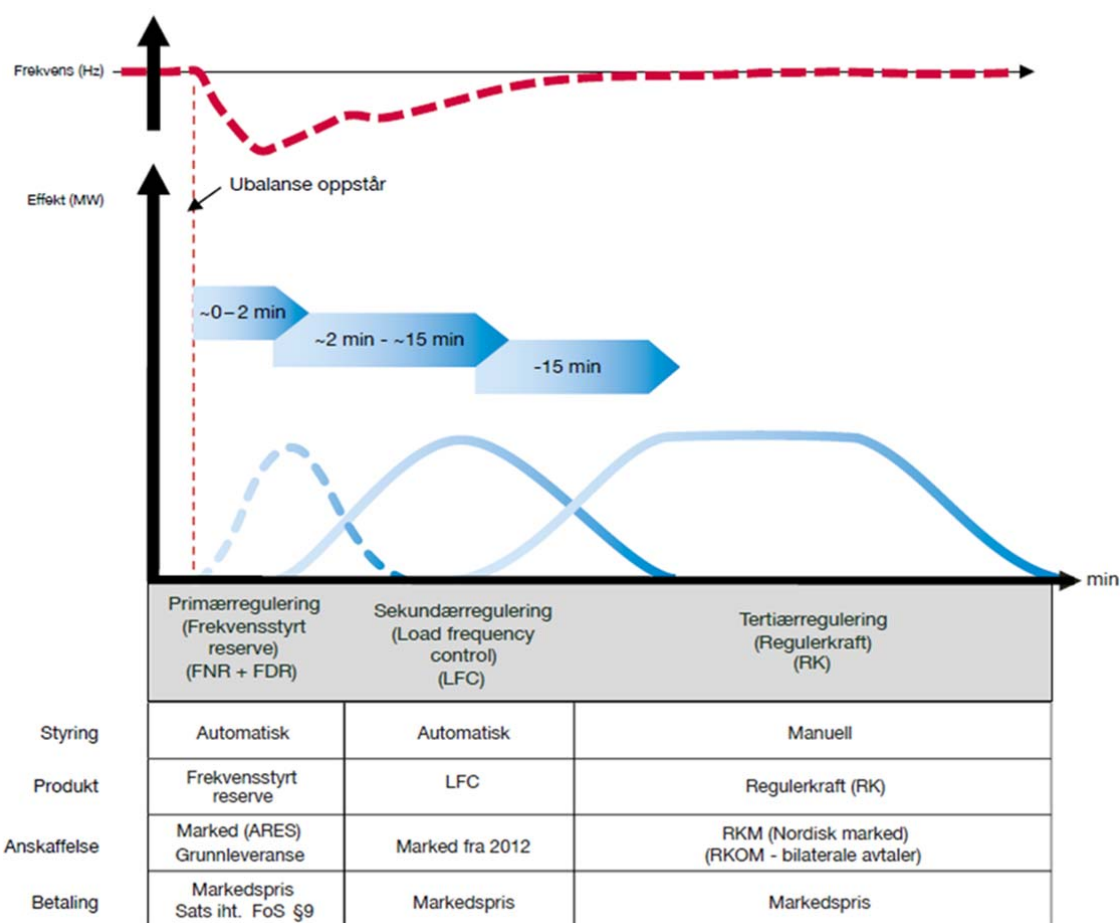 Frekvens (Hz)
Effekt (MW)
Ubalanse oppstår
~0–2 min
~2 min - ~15 min
-15 min
min
Primærregulering
(Frekvensstyrt
reserve)
(FNR + FDR)
Sekundærregulering
(Load frequency
control)
(LFC)
Tertiærregulering
(Regulerkraft)
(RK)
Styring
Automatisk
Automatisk
Manuell
Produkt
Frekvensstyrt
reserve
LFC
Regulerkraft (RK)
Anskaffelse
Marked (ARES)
Grunnleveranse
Marked fra 2012
RKM (Nordisk marked)
(RKOM - bilaterale avtaler)
Betaling
Markedspris
Sats iht. FoS §9
Markedspris
Markedspris